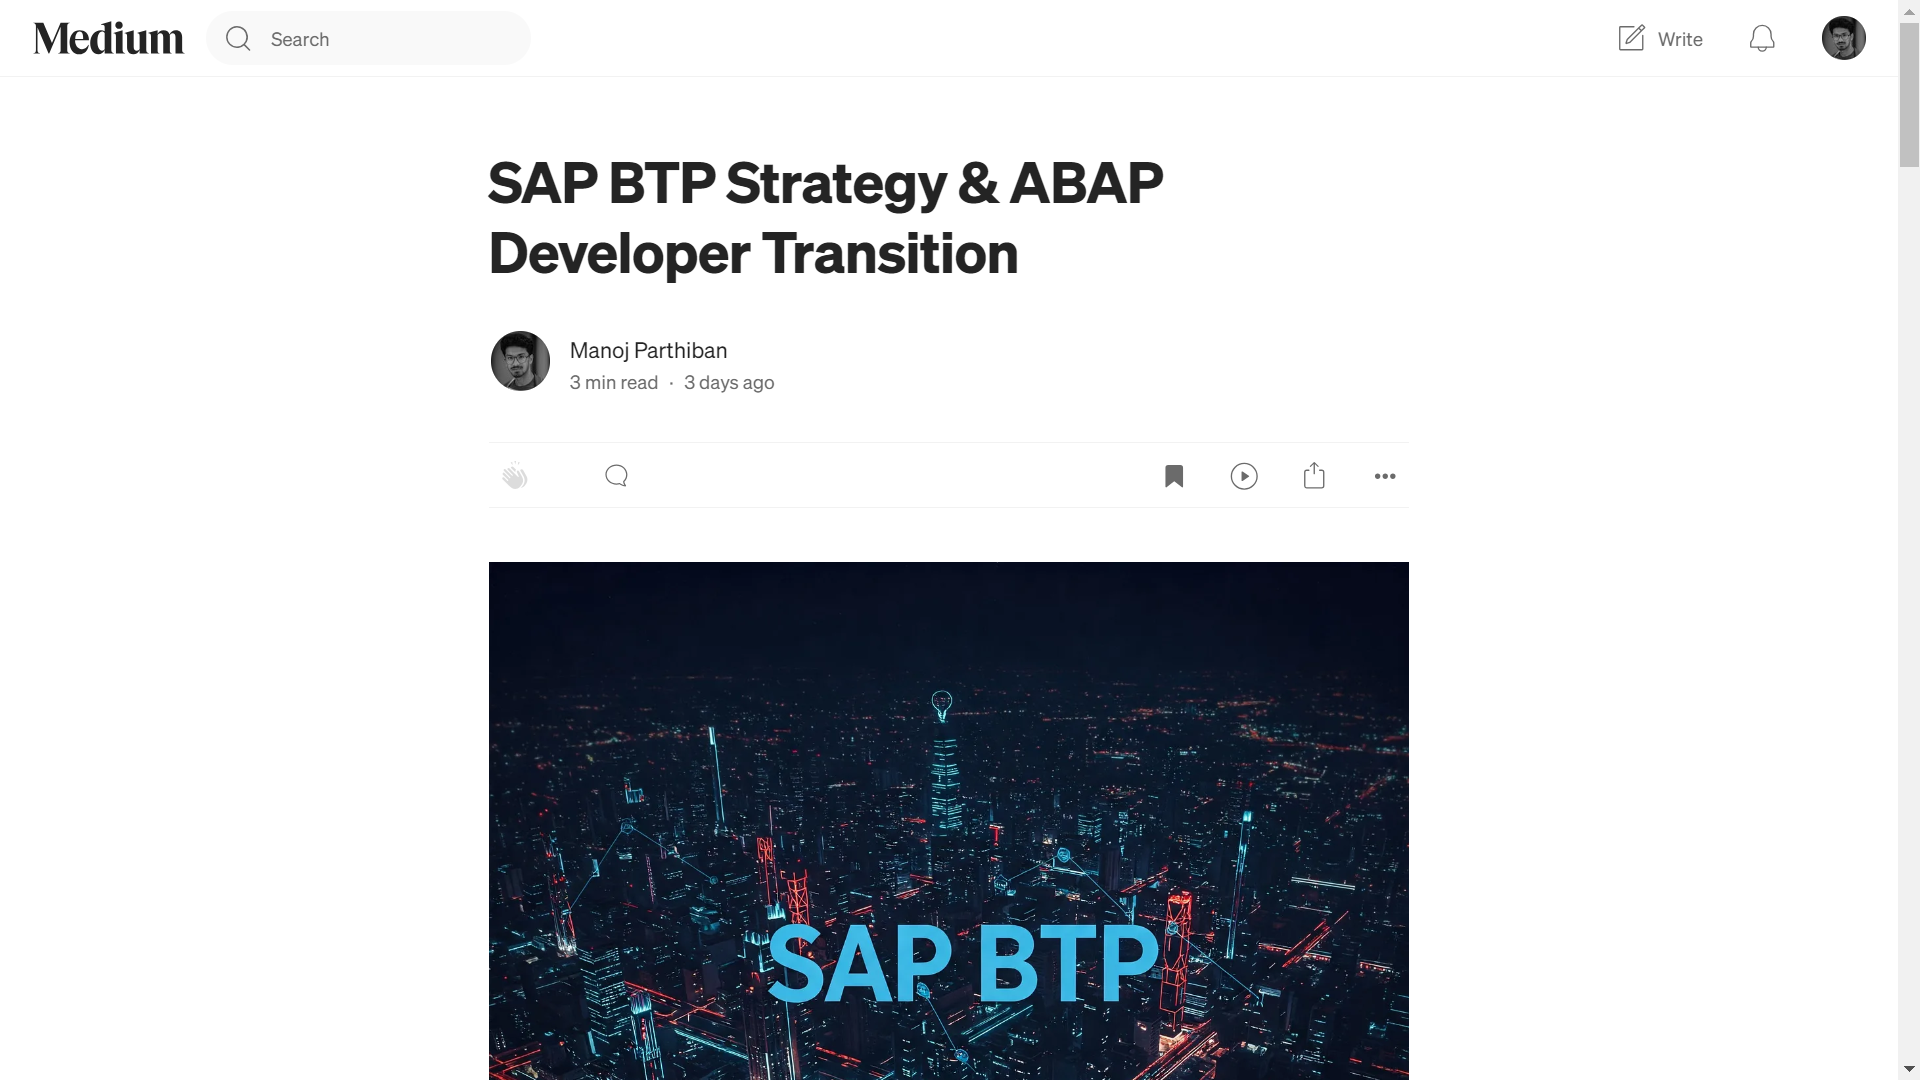 Medium
Search
Write
SAP BTP Strategy & ABAP
Developer Transition
Manoj Parthiban
3 min read · 3 days ago
SAP BTP